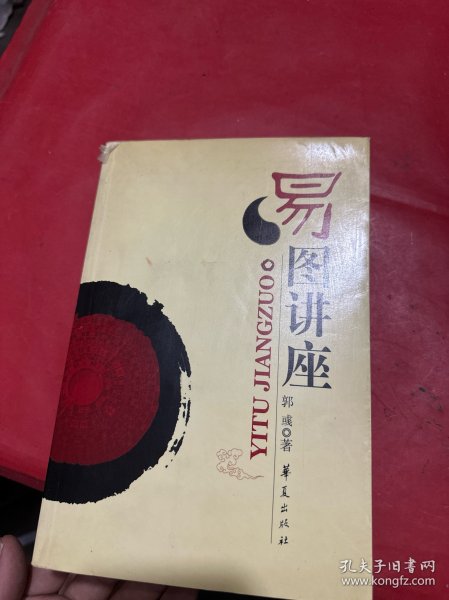 易
图讲座
YITU JIANGZUO
郭彧◎著
华夏出版社
孔夫子旧书网
www.kongfz.com